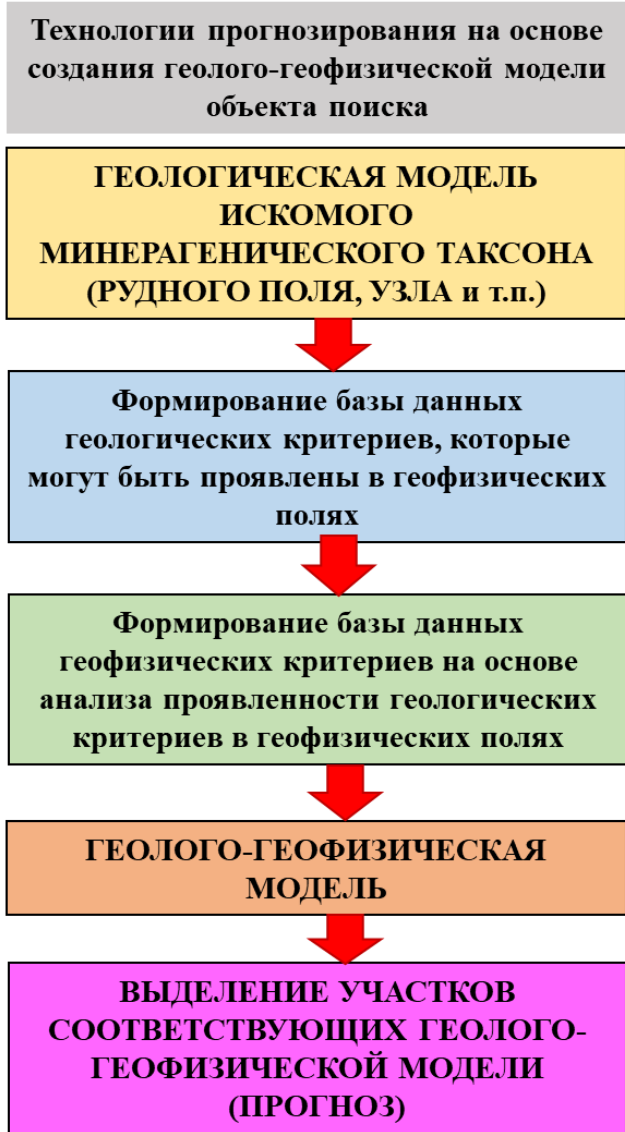 Технологии прогнозирования на основе
создания геолого-геофизической модели
объекта поиска
ГЕОЛОГИЧЕСКАЯ МОДЕЛЬ
ИСКОМОГО
МИНЕРАГЕНИЧЕСКОГО ТАКСОНА
(РУДНОГО ПОЛЯ, УЗЛА и т.п.)
Формирование базы данных
геологических критериев, которые
могут быть проявлены в геофизических
полях
Формирование базы данных
геофизических критериев на основе
анализа проявленности геологических
критериев в геофизических полях
ГЕОЛОГО-ГЕОФИЗИЧЕСКАЯ
МОДЕЛЬ
ВЫДЕЛЕНИЕ УЧАСТКОВ
СООТВЕТСТВУЮЩИХ ГЕОЛОГО-
ГЕОФИЗИЧЕСКОЙ МОДЕЛИ
(ПРОГНОЗ)